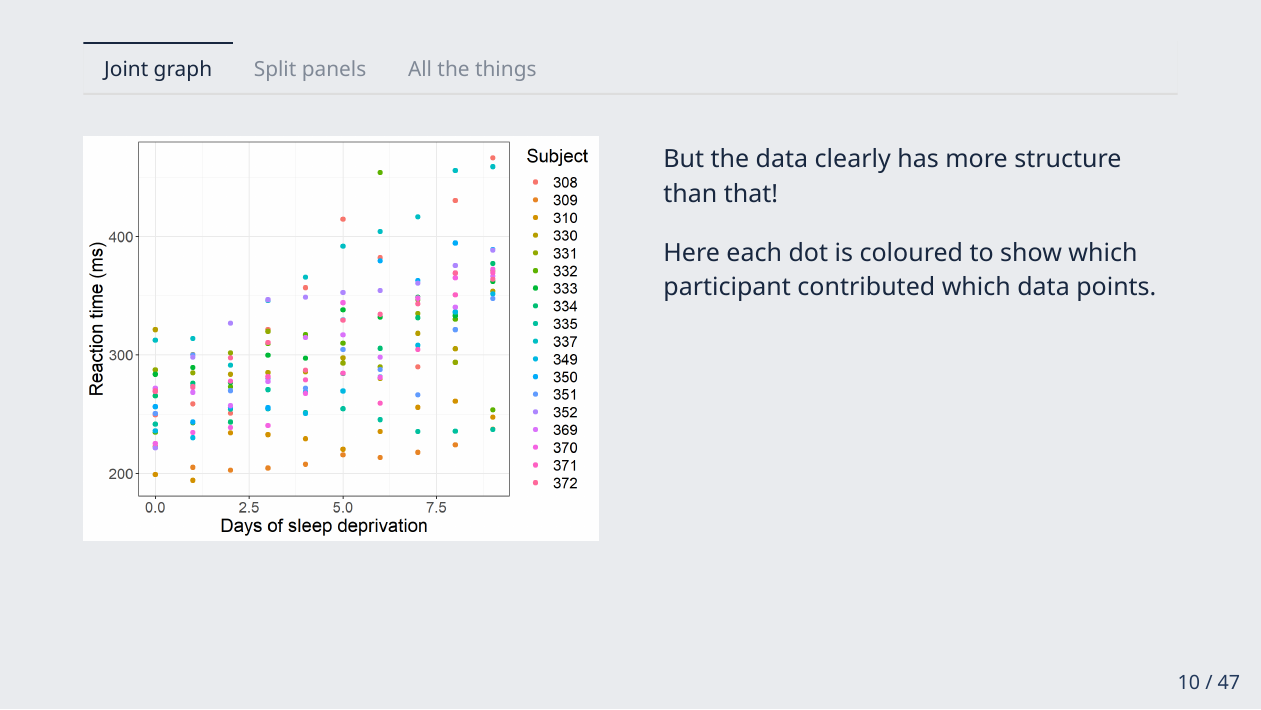 Joint graph Split panels All the things
But the data clearly has more structure
than that!
Here each dot is coloured to show which
participant contributed which data points.
Reaction time (ms)
400
300
200
0.0 2.5 5.0 7.5
Days of sleep deprivation
Subject
308
309
310
330
331
332
333
334
335
337
349
350
351
352
369
370
371
372
10 / 47